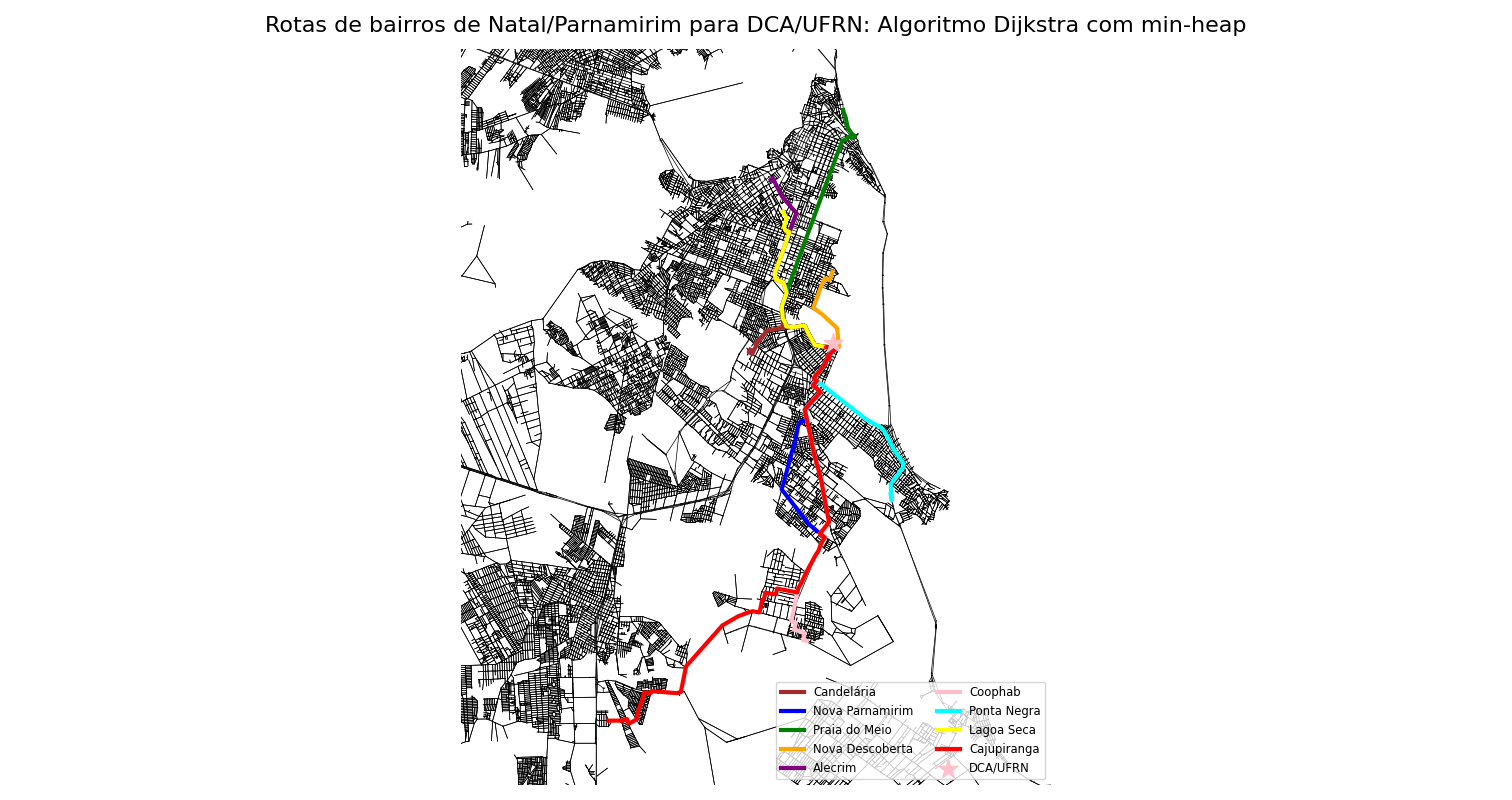 Rotas de bairros de Natal/Parnamirim para DCA/UFRN: Algoritmo Dijkstra com min-heap
Candelária
Nova Parnamirim
Praia do Meio
Nova Descoberta
Alecrim
Coophab
Ponta Negra
Lagoa Seca
Cajupiranga
DCA/UFRN